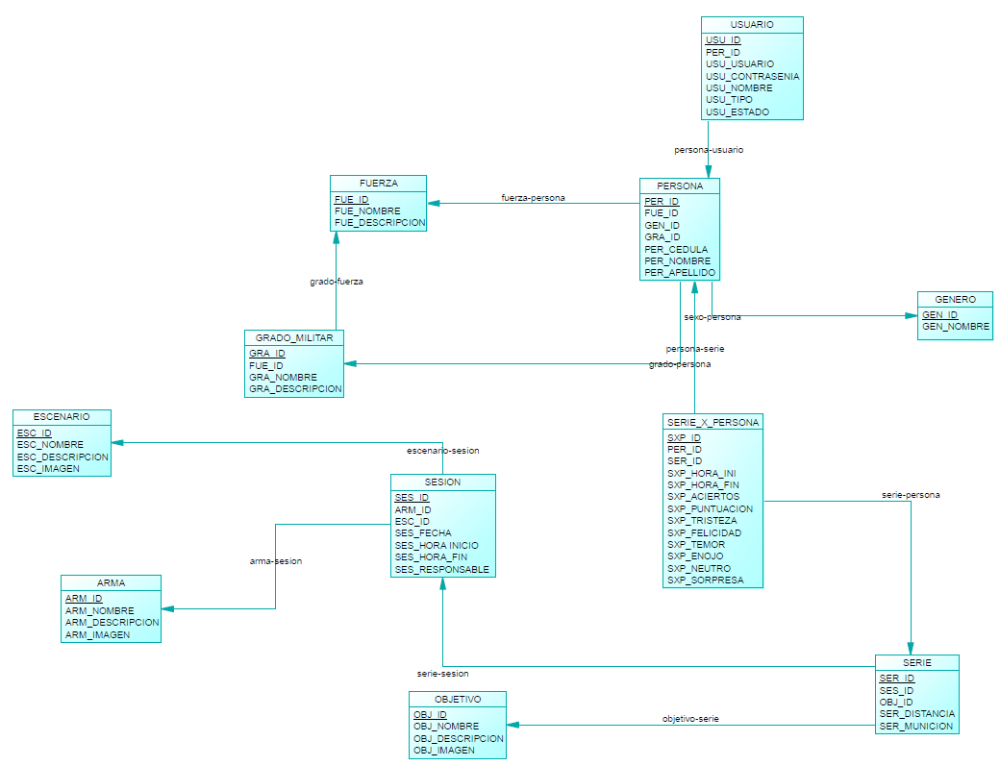 USUARIO
USU_ID
PER_ID
USU_USUARIO
USU_CONTRASENIA
USU_NOMBRE
USU_TIPO
USU_ESTADO
persona-usuario
FUERZA
FUE_ID
FUE_NOMBRE
FUE_DESCRIPCION
fuerza-persona
PERSONA
PER_ID
FUE_ID
GEN_ID
GRA_ID
PER_CEDULA
PER_NOMBRE
PER_APELLIDO
grado-fuerza
sexo-persona
GENERO
GEN_ID
GEN_NOMBRE
GRADO_MILITAR
GRA_ID
FUE_ID
GRA_NOMBRE
GRA_DESCRIPCION
persona-serie
grado-persona
ESCENARIO
ESC_ID
ESC_NOMBRE
ESC_DESCRIPCION
ESC_IMAGEN
escenario-sesion
SESION
SES_ID
ARM_ID
ESC_ID
SES_FECHA
SES_HORA INICIO
SES_HORA_FIN
SES_RESPONSABLE
SERIE_X_PERSONA
SXP_ID
PER_ID
SER_ID
SXP_HORA_INI
SXP_HORA_FIN
SXP_ACIERTOS
SXP_PUNTUACION
SXP_TRISTEZA
SXP_FELICIDAD
SXP_TEMOR
SXP_ENOJO
SXP_NEUTRO
SXP_SORPRESA
serie-persona
arma-sesion
ARMA
ARM_ID
ARM_NOMBRE
ARM_DESCRIPCION
ARM_IMAGEN
serie-sesion
SERIE
SER_ID
SES_ID
OBJ_ID
SER_DISTANCIA
SER_MUNICION
OBJETIVO
OBJ_ID
OBJ_NOMBRE
OBJ_DESCRIPCION
OBJ_IMAGEN
objetivo-serie